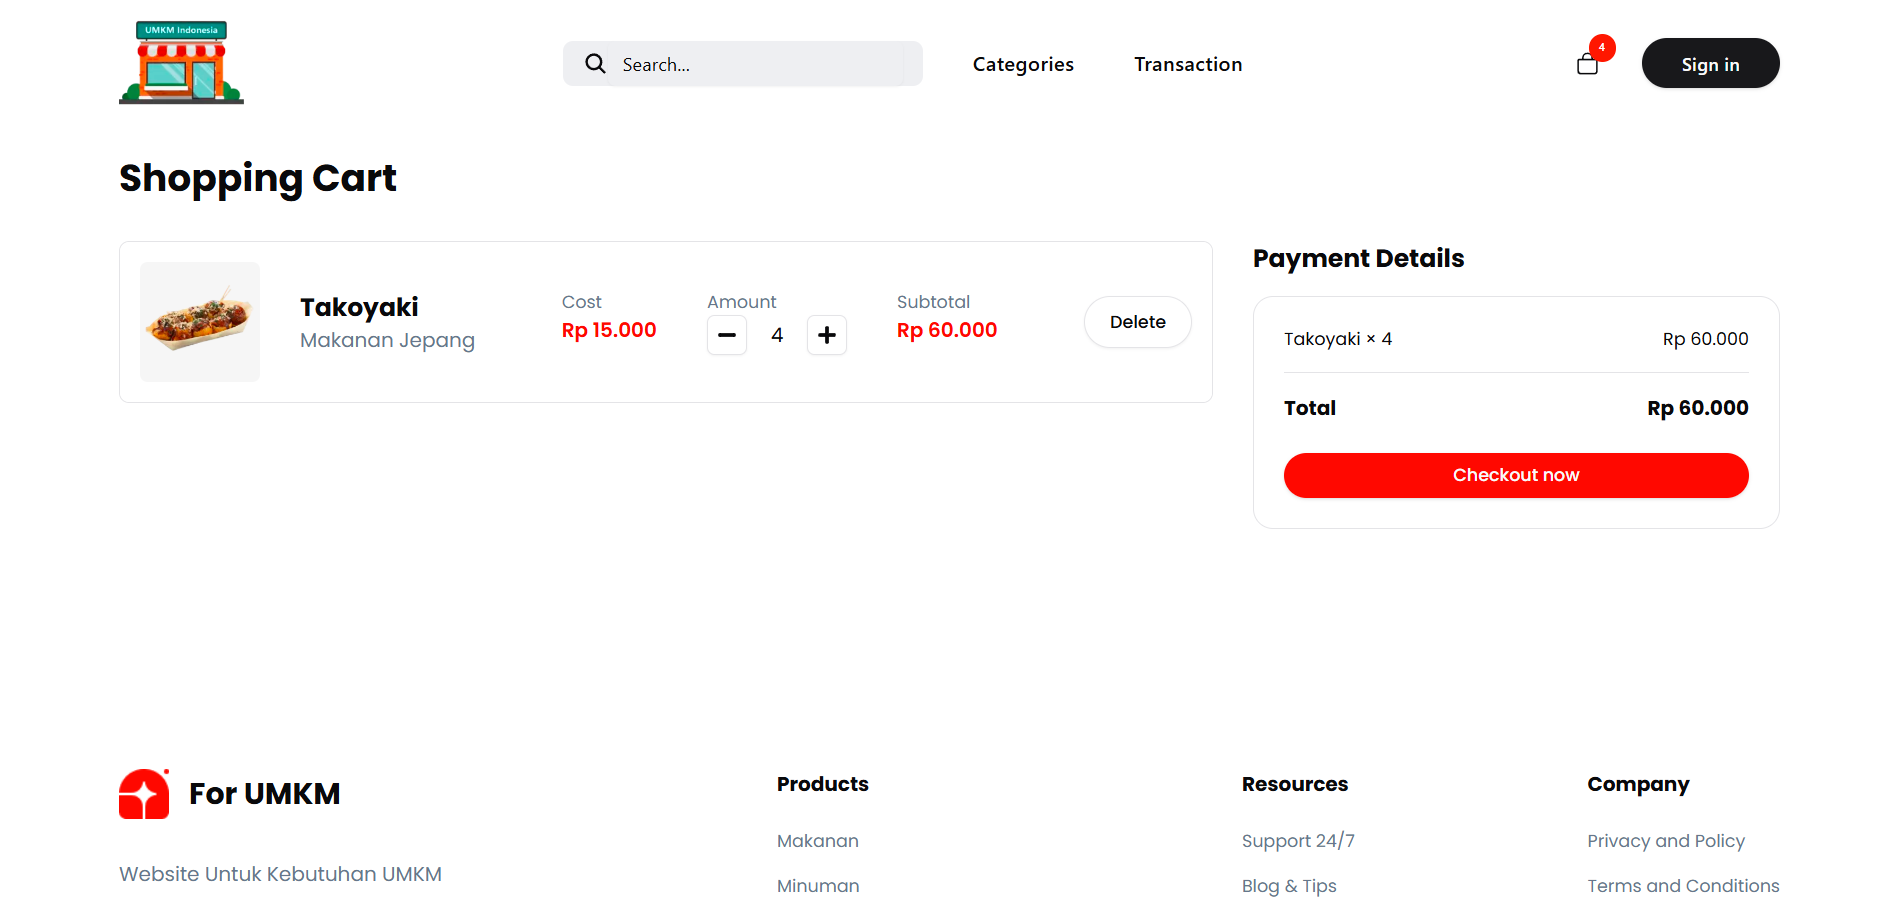 UMKM Indonesia
Search...
Categories
Transaction
4
Sign in
Shopping Cart
Takoyaki
Makanan Jepang
Cost
Rp 15.000
Amount
4
Subtotal
Rp 60.000
Delete
Payment Details
Takoyaki × 4 Rp 60.000
Total Rp 60.000
Checkout now
For UMKM
Website Untuk Kebutuhan UMKM
Products
Makanan
Minuman
Resources
Support 24/7
Blog & Tips
Company
Privacy and Policy
Terms and Conditions